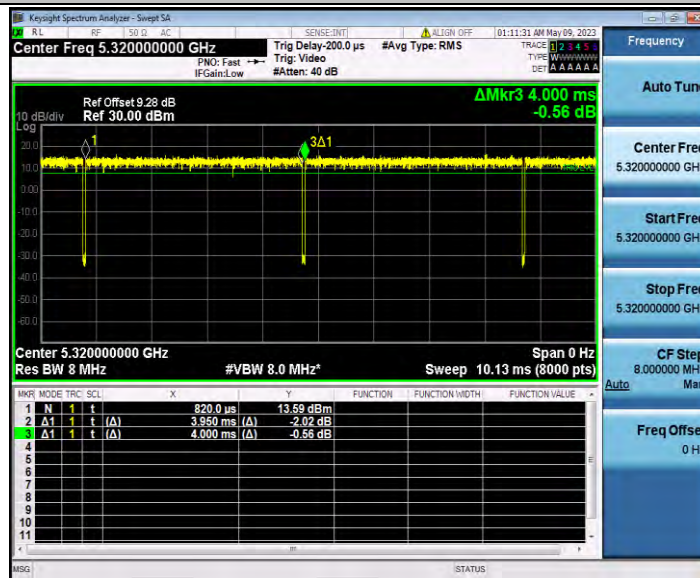 Keysight Spectrum Analyzer - Swept SA
RL RF 50 Ω AC SENSE:INT ALIGN OFF 01:11:31 AM May 09, 2023
Center Freq 5.320000000 GHz
PNO: Fast
IFGain:Low
Trig Delay-200.0 µs
Trig: Video
#Atten: 40 dB
#Avg Type: RMS
TRACE 1 2 3 4 5 6
TYPE W
DET A A A A A A
Frequency
Auto Tune
Center Freq
5.320000000 GH
Start Freq
5.320000000 GH
Stop Freq
5.320000000 GH
CF Step
8.000000 MH
Auto Man
Freq Offse
0 H
ΔMkr3 4.000 ms
-0.56 dB
Ref Offset 9.28 dB
10 dB/div Ref 30.00 dBm
Log
1
3Δ1
20.0
10.0
0.00
-10.0
-20.0
-30.0
-40.0
-50.0
-60.0
Center 5.320000000 GHz Span 0 Hz
Res BW 8 MHz #VBW 8.0 MHz* Sweep 10.13 ms (8000 pts)
MKR MODE TRC SCL X Y FUNCTION FUNCTION WIDTH FUNCTION VALUE
1 N 1 t 820.0 µs 13.59 dBm
2 Δ1 1 t (Δ) 3.950 ms (Δ) -2.02 dB
3 Δ1 1 t (Δ) 4.000 ms (Δ) -0.56 dB
4
5
6
7
8
9
10
11
MSG STATUS